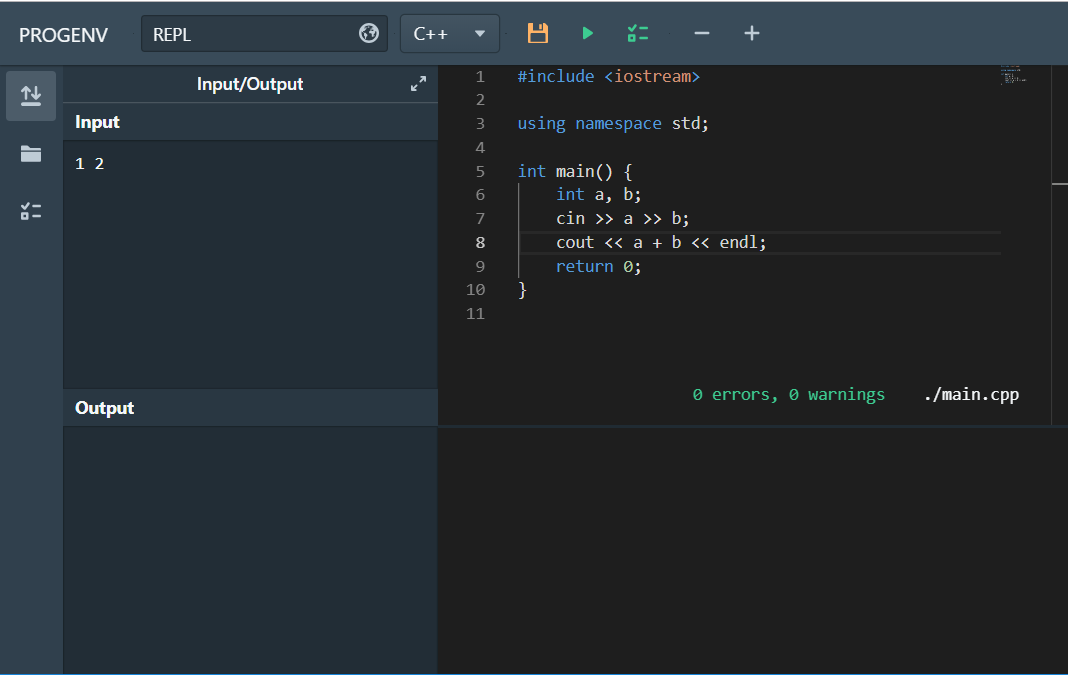 PROGENV
REPL
C++
Input/Output
Input
1 2
Output
1 #include <iostream>
2
3 using namespace std;
4
5 int main() {
6     int a, b;
7     cin >> a >> b;
8     cout << a + b << endl;
9     return 0;
10 }
11
0 errors, 0 warnings    ./main.cpp